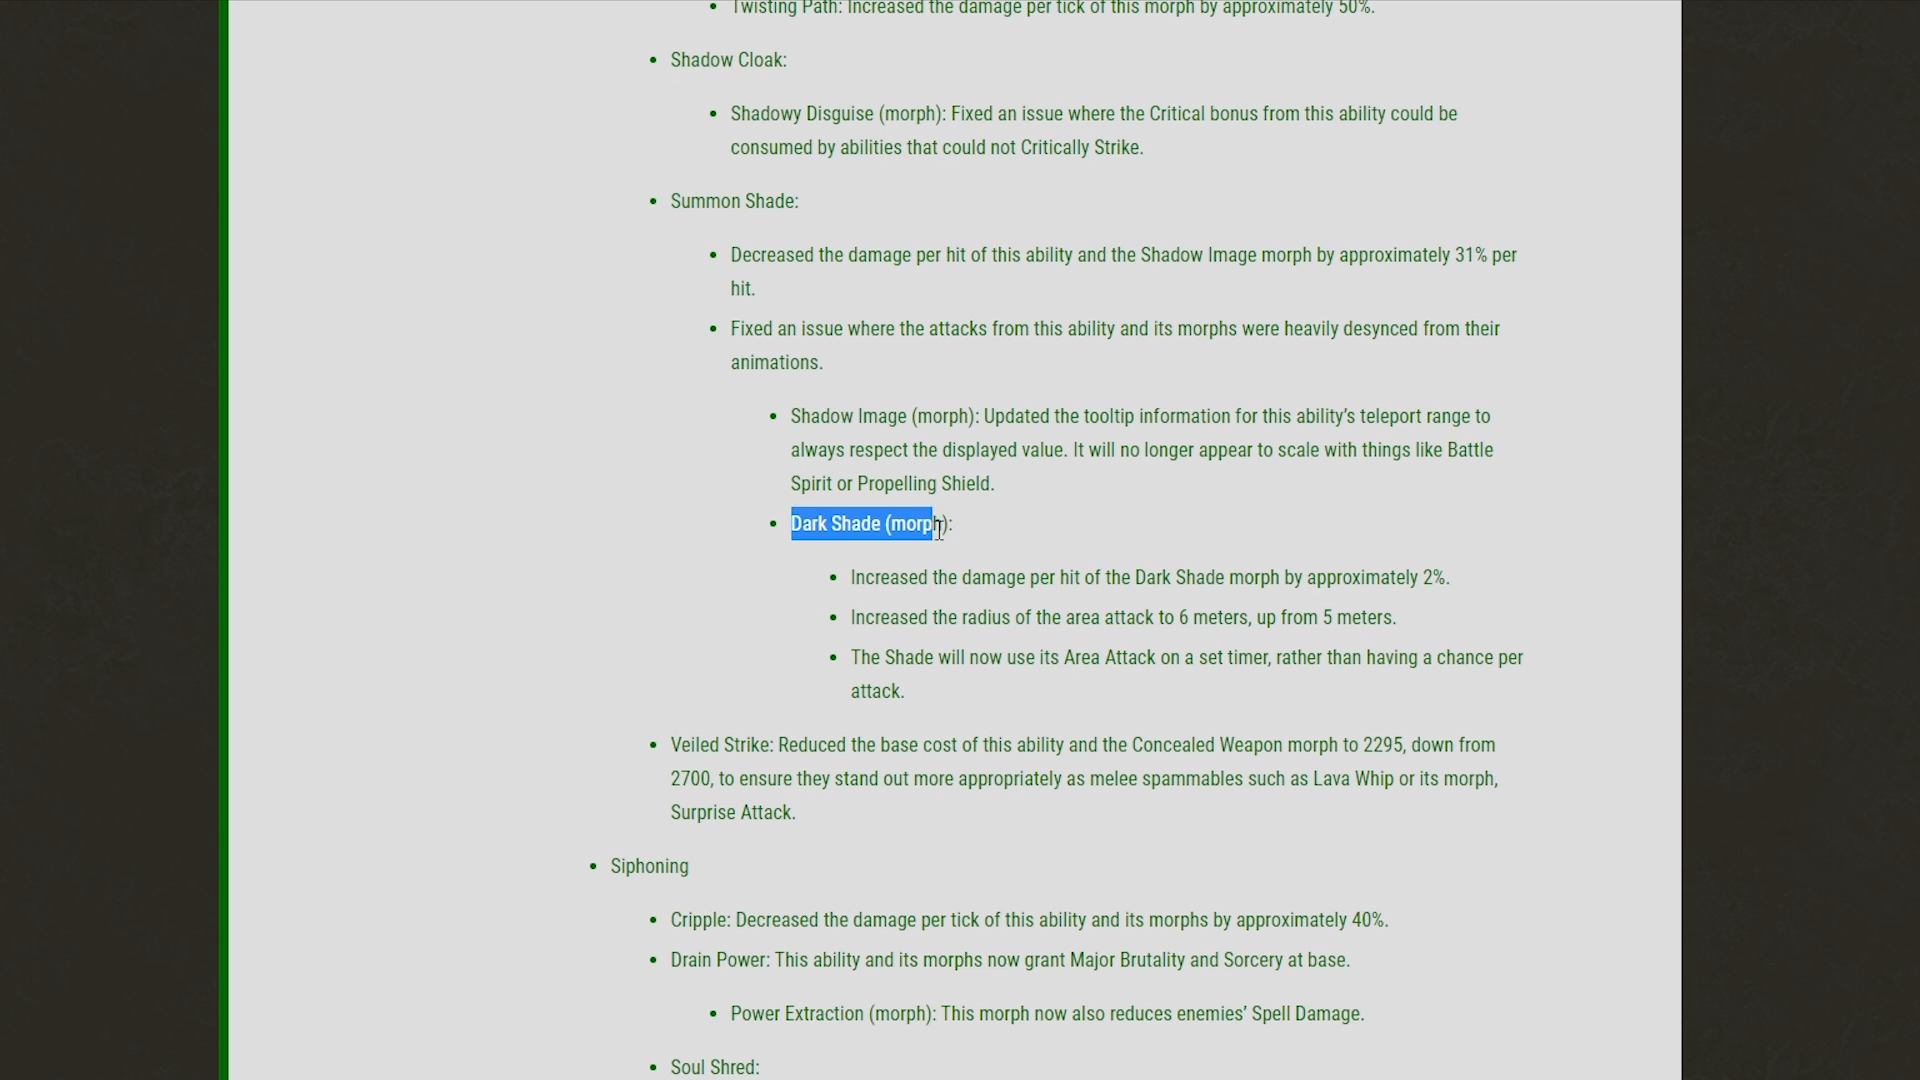 Twisting Path: Increased the damage per tick of this morph by approximately 50%.
Shadow Cloak:
Shadowy Disguise (morph): Fixed an issue where the Critical bonus from this ability could be
consumed by abilities that could not Critically Strike.
Summon Shade:
Decreased the damage per hit of this ability and the Shadow Image morph by approximately 31% per
hit.
Fixed an issue where the attacks from this ability and its morphs were heavily desynced from their
animations.
Shadow Image (morph): Updated the tooltip information for this ability’s teleport range to
always respect the displayed value. It will no longer appear to scale with things like Battle
Spirit or Propelling Shield.
Dark Shade (morph):
Increased the damage per hit of the Dark Shade morph by approximately 2%.
Increased the radius of the area attack to 6 meters, up from 5 meters.
The Shade will now use its Area Attack on a set timer, rather than having a chance per
attack.
Veiled Strike: Reduced the base cost of this ability and the Concealed Weapon morph to 2295, down from
2700, to ensure they stand out more appropriately as melee spammables such as Lava Whip or its morph,
Surprise Attack.
Siphoning
Cripple: Decreased the damage per tick of this ability and its morphs by approximately 40%.
Drain Power: This ability and its morphs now grant Major Brutality and Sorcery at base.
Power Extraction (morph): This morph now also reduces enemies’ Spell Damage.
Soul Shred: